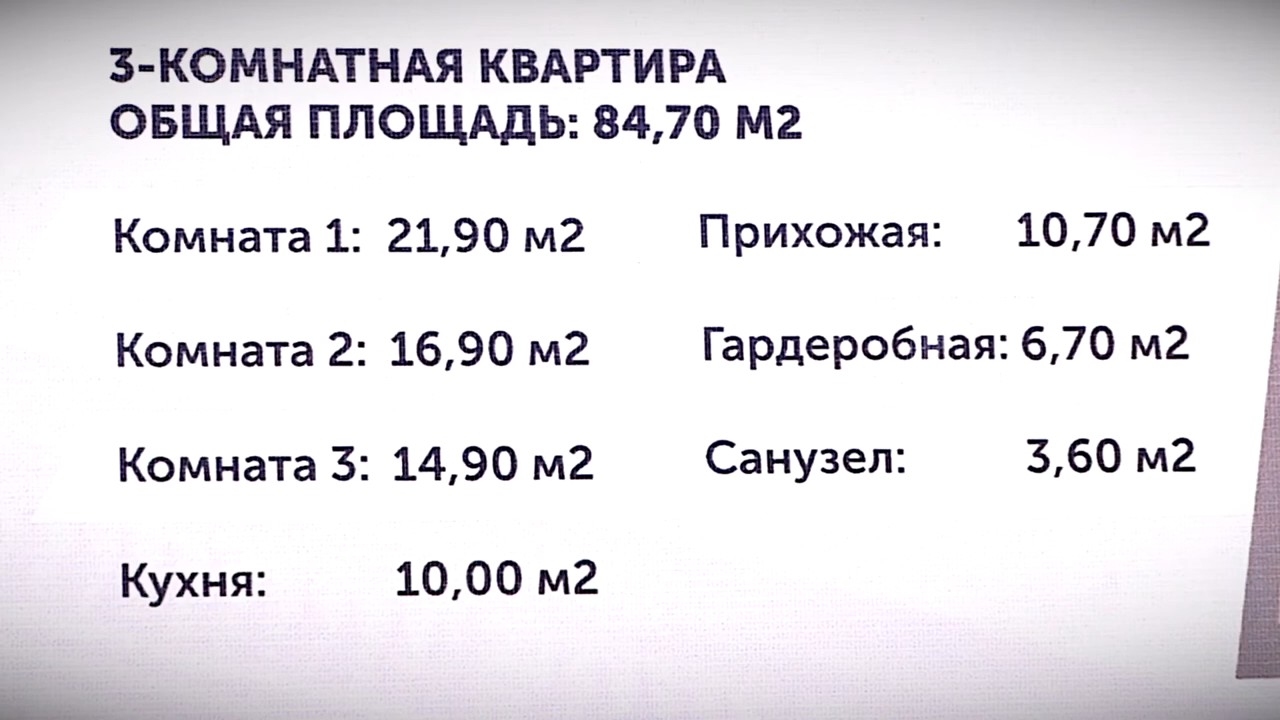 3-КОМНАТНАЯ КВАРТИРА
ОБЩАЯ ПЛОЩАДЬ: 84,70 М2
Комната 1: 21,90 м2
Комната 2: 16,90 м2
Комната 3: 14,90 м2
Кухня: 10,00 м2
Прихожая: 10,70 м2
Гардеробная: 6,70 м2
Санузел: 3,60 м2